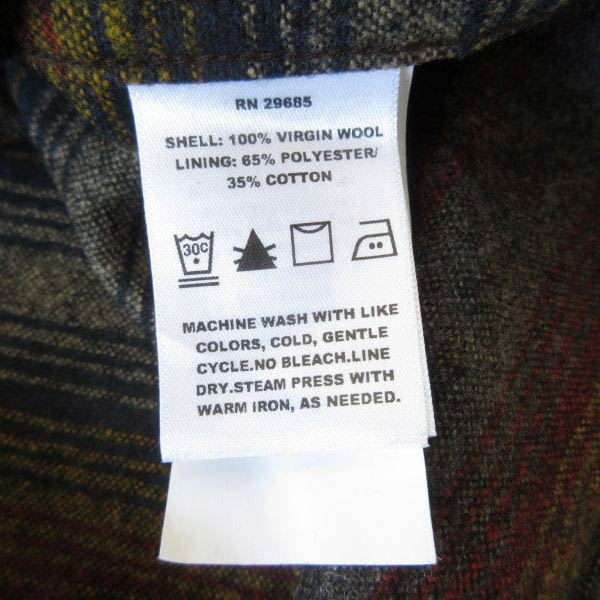 RN 29685
SHELL: 100% VIRGIN WOOL
LINING: 65% POLYESTER/
35% COTTON
30C
MACHINE WASH WITH LIKE
COLORS, COLD, GENTLE
CYCLE.NO BLEACH.LINE
DRY.STEAM PRESS WITH
WARM IRON, AS NEEDED.